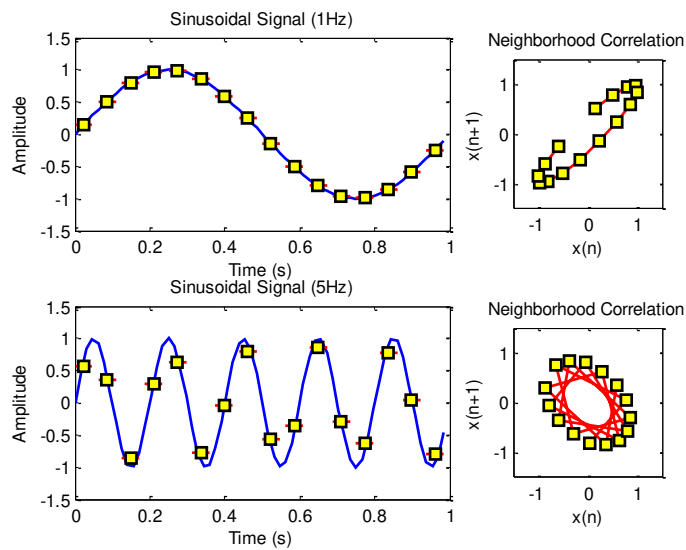 Sinusoidal Signal (1Hz)
1.5
1
0.5
0
-0.5
-1
-1.5
Amplitude
0 0.2 0.4 0.6 0.8 1
Time (s)
Neighborhood Correlation
1
0
-1
x(n+1)
-1 0 1
x(n)
Sinusoidal Signal (5Hz)
1.5
1
0.5
0
-0.5
-1
-1.5
Amplitude
0 0.2 0.4 0.6 0.8 1
Time (s)
Neighborhood Correlation
1
0
-1
x(n+1)
-1 0 1
x(n)